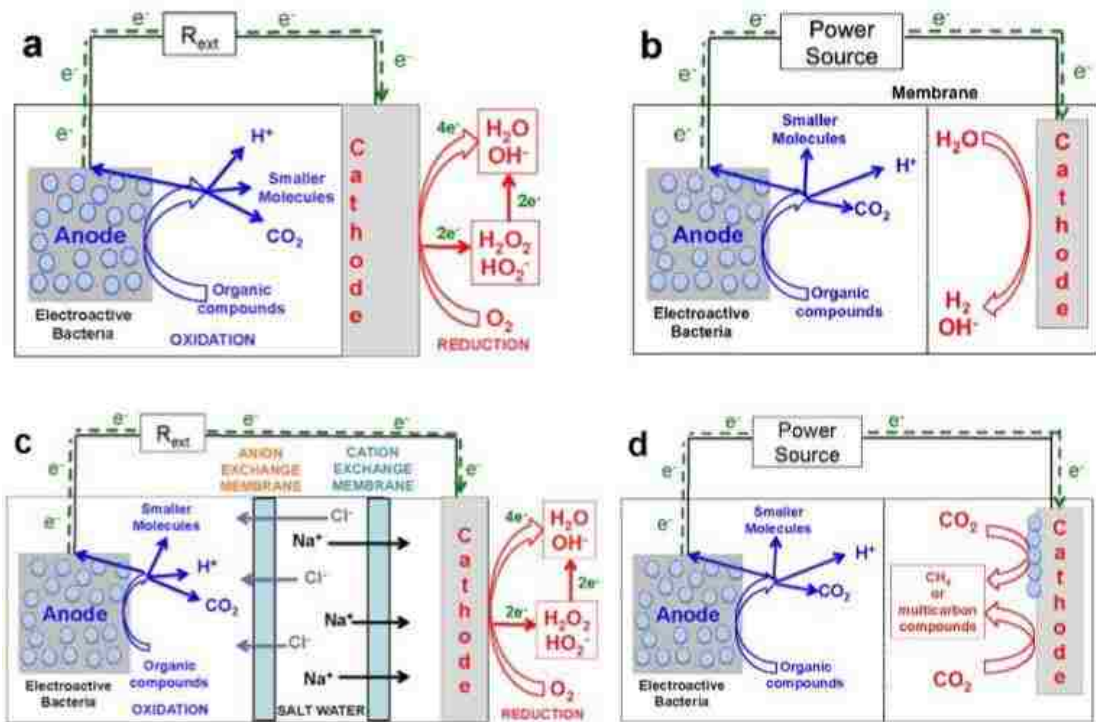 a
e⁻
e⁻
R_ext
e⁻
e⁻
e⁻
e⁻
H⁺
Smaller
Molecules
CO₂
Anode
Organic
compounds
Electroactive
Bacteria
OXIDATION
Cathode
4e⁻
H₂O
OH⁻
2e⁻
2e⁻
H₂O₂
HO₂⁻
O₂
REDUCTION
b
e⁻
Power
Source
e⁻
e⁻
e⁻
e⁻
Membrane
Smaller
Molecules
H⁺
CO₂
Anode
Organic
compounds
Electroactive
Bacteria
H₂O
H₂
OH⁻
Cathode
c
e⁻
R_ext
e⁻
e⁻
e⁻
e⁻
e⁻
ANION
EXCHANGE
MEMBRANE
CATION
EXCHANGE
MEMBRANE
Smaller
Molecules
H⁺
CO₂
Anode
Organic
compounds
Electroactive
Bacteria
OXIDATION
Cl⁻
Na⁺
Cl⁻
Na⁺
Cl⁻
Na⁺
SALT WATER
Cathode
4e⁻
H₂O
OH⁻
2e⁻
2e⁻
H₂O₂
HO₂⁻
O₂
REDUCTION
d
e⁻
Power
Source
e⁻
e⁻
e⁻
e⁻
Smaller
Molecules
H⁺
CO₂
Anode
Organic
compounds
Electroactive
Bacteria
CO₂
CH₄
or
multicarbon
compounds
CO₂
Cathode